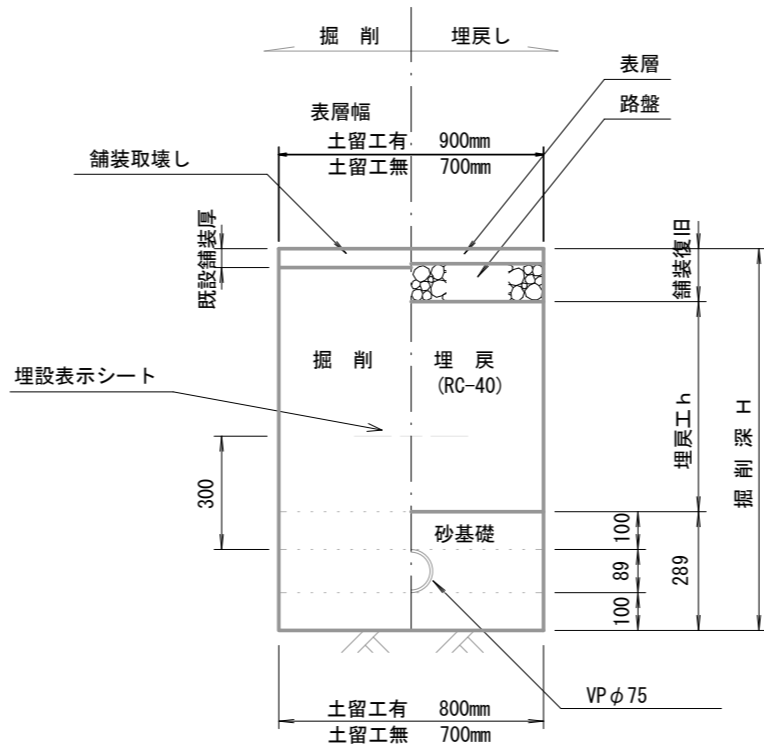 掘 削
埋戻し
表層
路盤
表層幅
土留工有 900mm
土留工無 700mm
舗装取壊し
既設舗装厚
舗装復旧
掘 削
埋 戻
(RC-40)
埋設表示シート
埋戻工ｈ
掘 削 深 Ｈ
300
砂基礎
100
89
100
289
VPφ75
土留工有 800mm
土留工無 700mm